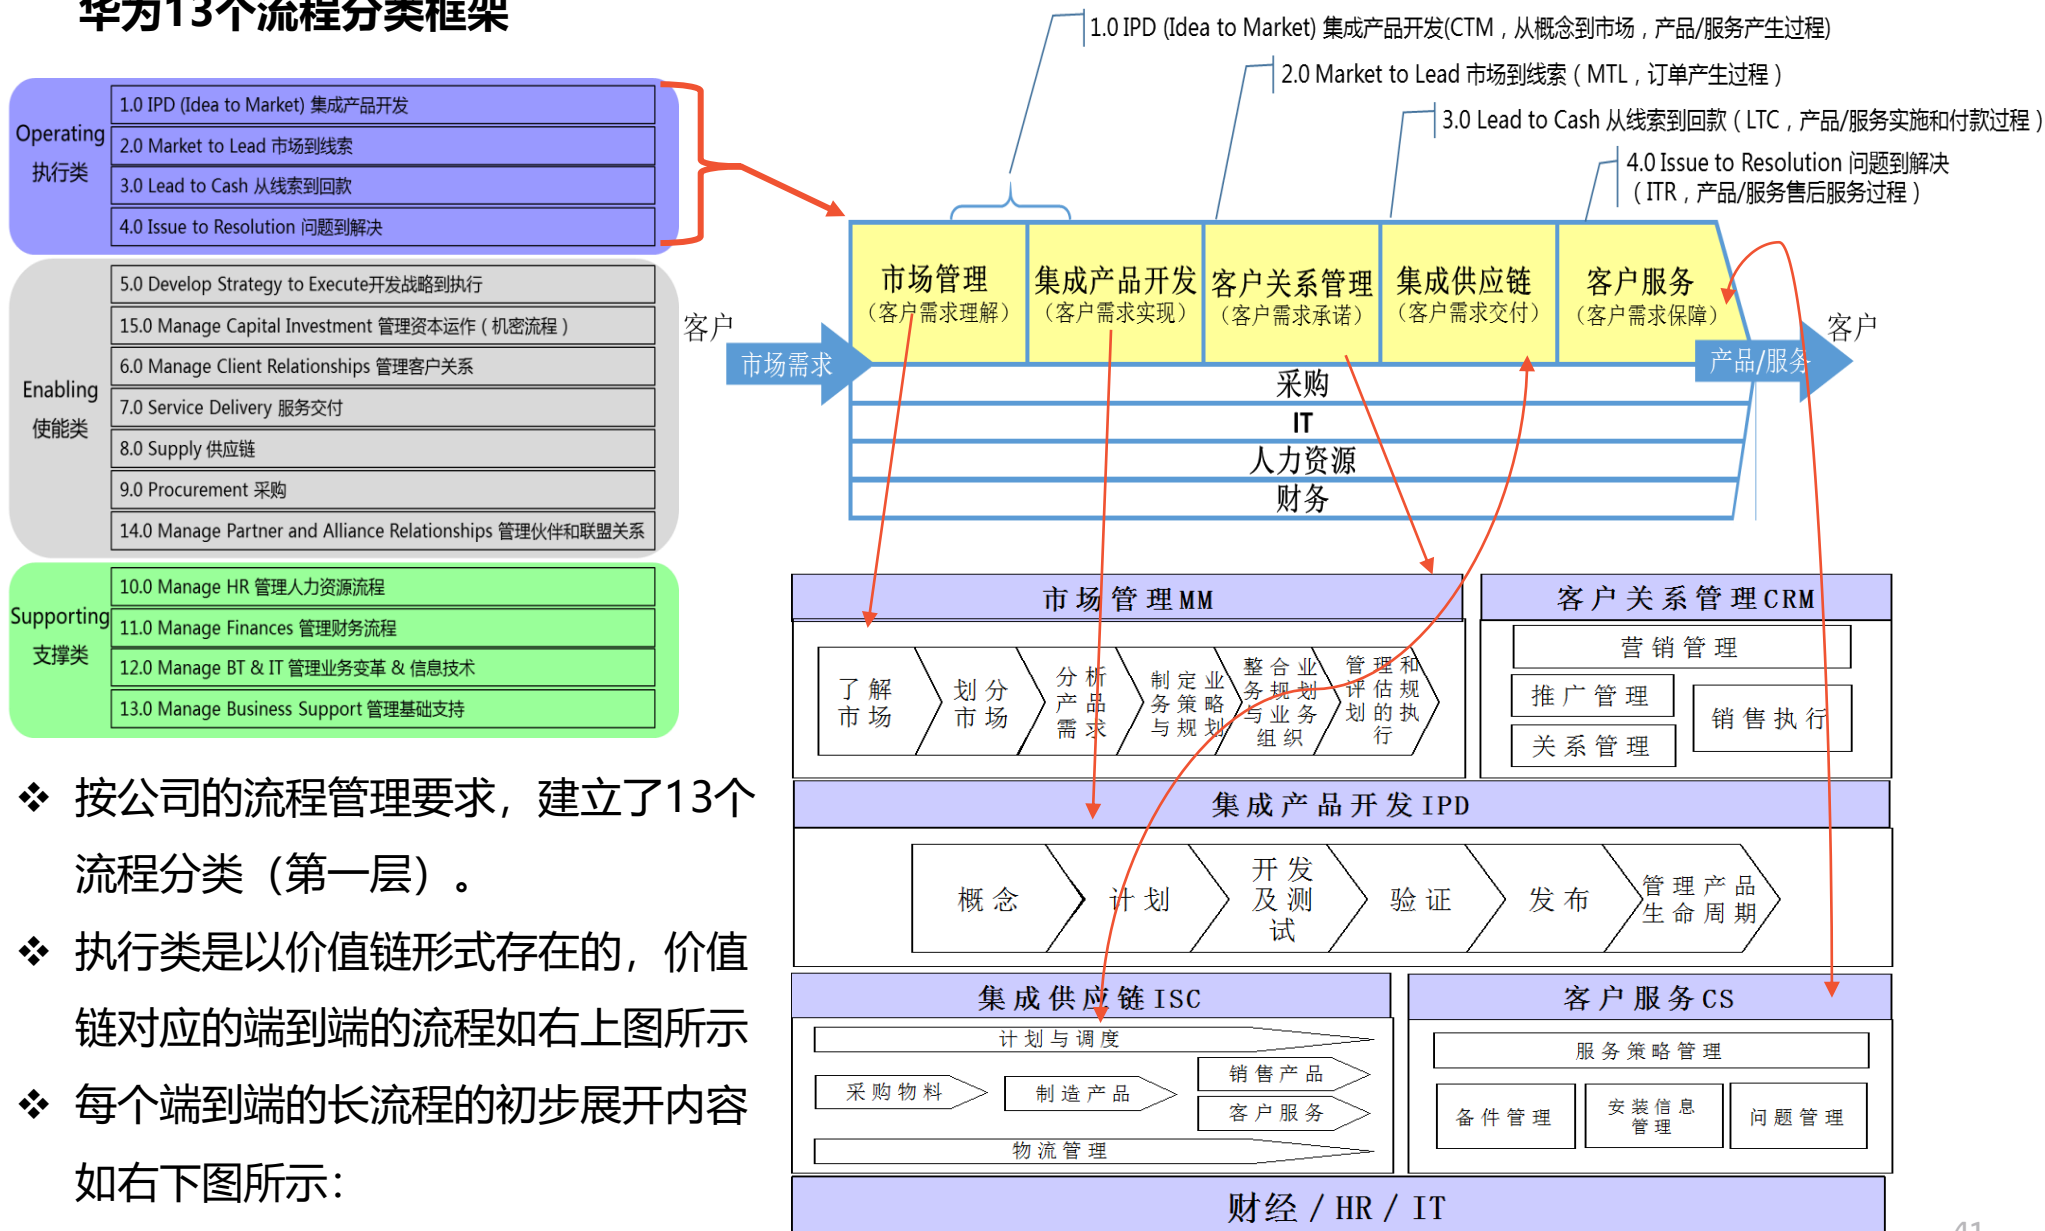 华为13个流程分类框架
Operating
执行类
1.0 IPD (Idea to Market) 集成产品开发
2.0 Market to Lead 市场到线索
3.0 Lead to Cash 从线索到回款
4.0 Issue to Resolution 问题到解决
Enabling
使能类
5.0 Develop Strategy to Execute开发战略到执行
15.0 Manage Capital Investment 管理资本运作（机密流程）
6.0 Manage Client Relationships 管理客户关系
7.0 Service Delivery 服务交付
8.0 Supply 供应链
9.0 Procurement 采购
14.0 Manage Partner and Alliance Relationships 管理伙伴和联盟关系
Supporting
支撑类
10.0 Manage HR 管理人力资源流程
11.0 Manage Finances 管理财务流程
12.0 Manage BT & IT 管理业务变革 & 信息技术
13.0 Manage Business Support 管理基础支持
❖ 按公司的流程管理要求，建立了13个
流程分类（第一层）。
❖ 执行类是以价值链形式存在的，价值
链对应的端到端的流程如右上图所示
❖ 每个端到端的长流程的初步展开内容
如右下图所示：
1.0 IPD (Idea to Market) 集成产品开发(CTM，从概念到市场，产品/服务产生过程)
2.0 Market to Lead 市场到线索（MTL，订单产生过程）
3.0 Lead to Cash 从线索到回款（LTC，产品/服务实施和付款过程）
4.0 Issue to Resolution 问题到解决
（ITR，产品/服务售后服务过程）
客户
市场需求
市场管理
（客户需求理解）
集成产品开发
（客户需求实现）
客户关系管理
（客户需求承诺）
集成供应链
（客户需求交付）
客户服务
（客户需求保障）
客户
产品/服务
采购
IT
人力资源
财务
市场管理MM
了解
市场
划分
市场
分析
产品
需求
制定业
务策略
与规划
整合业
务规划
与业务
组织
管理和
评估规
划的执
行
客户关系管理CRM
营销管理
推广管理
关系管理
销售执行
集成产品开发IPD
概念
计划
开发
及测
试
验证
发布
管理产品
生命周期
集成供应链ISC
计划与调度
采购物料
制造产品
销售产品
客户服务
物流管理
客户服务CS
服务策略管理
备件管理
安装信息
管理
问题管理
财经/HR/IT
41